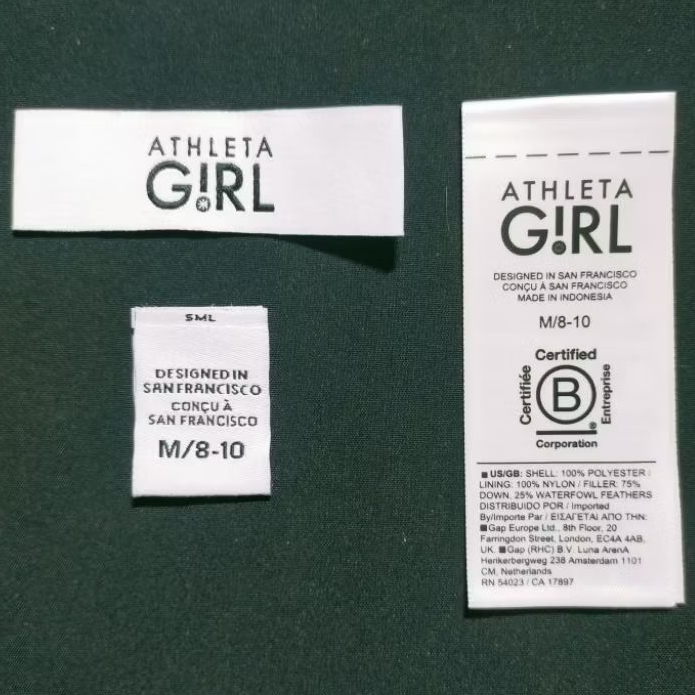 ATHLETA
G!RL
SML
DESIGNED IN
SAN FRANCISCO
CONÇU À
SAN FRANCISCO
M/8-10
ATHLETA
G!RL
DESIGNED IN SAN FRANCISCO
CONÇU À SAN FRANCISCO
MADE IN INDONESIA
M/8-10
Certified
Certifiée
B
Entreprise
®
Corporation
■ US/GB: SHELL: 100% POLYESTER /
LINING: 100% NYLON / FILLER: 75%
DOWN, 25% WATERFOWL FEATHERS
DISTRIBUIDO POR / Imported
By/Importe Par / ΕΙΣΑΓΕΤΑΙ ΑΠΟ ΤΗΝ:
■Gap Europe Ltd., 8th Floor, 20
Farringdon Street, London, EC4A 4AB,
UK. ■Gap (RHC) B.V. Luna ArenA
Herikerbergweg 238 Amsterdam 1101
CM, Netherlands
RN 54023 / CA 17897